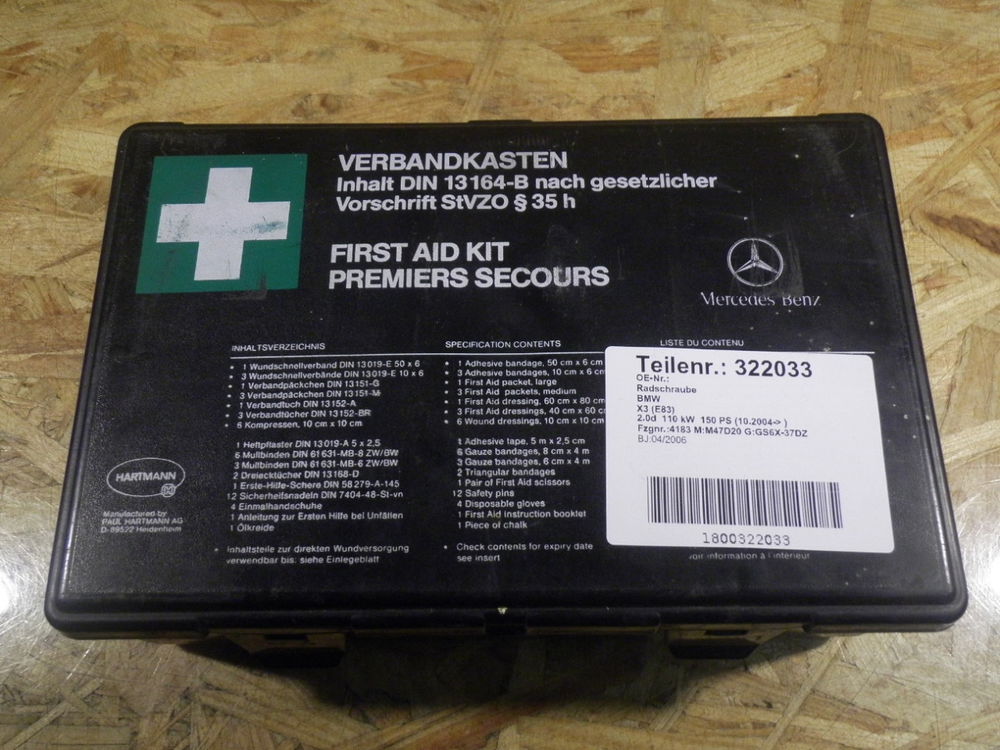 VERBANDKASTEN
Inhalt DIN 13164-B nach gesetzlicher
Vorschrift StVZO § 35 h
FIRST AID KIT
PREMIERS SECOURS
Mercedes Benz
INHALTSVERZEICHNIS
• 1 Wundschnellverband DIN 13019-E 50 x 6
• 3 Wundschnellverbände DIN 13019-E 10 x 6
• 1 Verbandpäckchen DIN 13151-G
• 3 Verbandpäckchen DIN 13151-M
• 1 Verbandtuch DIN 13152-A
• 3 Verbandtücher DIN 13152-BR
• 6 Kompressen, 10 cm x 10 cm
1 Heftpflaster DIN 13019-A 5 x 2,5
6 Mullbinden DIN 61631-MB-8 ZW/BW
3 Mullbinden DIN 61631-MB-6 ZW/BW
2 Dreiecktücher DIN 13168-D
1 Erste-Hilfe-Schere DIN 58279-A-145
12 Sicherheitsnadeln DIN 7404-48-St-vn
4 Einmalhandschuhe
1 Anleitung zur Ersten Hilfe bei Unfällen
1 Ölkreide
• Inhaltsteile zur direkten Wundversorgung
verwendbar bis: siehe Einlegeblatt
SPECIFICATION CONTENTS
• 1 Adhesive bandage, 50 cm x 6 cm
• 3 Adhesive bandages, 10 cm x 6 cm
• 1 First Aid packet, large
• 3 First Aid packets, medium
• 1 First Aid dressing, 60 cm x 80 cm
• 3 First Aid dressings, 40 cm x 60 cm
• 6 Wound dressings, 10 cm x 10 cm
1 Adhesive tape, 5 m x 2,5 cm
6 Gauze bandages, 8 cm x 4 m
3 Gauze bandages, 6 cm x 4 m
2 Triangular bandages
1 Pair of First Aid scissors
12 Safety pins
4 Disposable gloves
1 First Aid instruction booklet
1 Piece of chalk
• Check contents for expiry date
see insert
LISTE DU CONTENU
voir information à l'intérieur
Teilenr.: 322033
OE-Nr.:
Radschraube
BMW
X3 (E83)
2.0d 110 kW 150 PS (10.2004-> )
Fzgnr.:4183 M:M47D20 G:GS6X-37DZ
BJ:04/2006
1800322033
HARTMANN
Manufactured by
PAUL HARTMANN AG
D-89522 Heidenheim